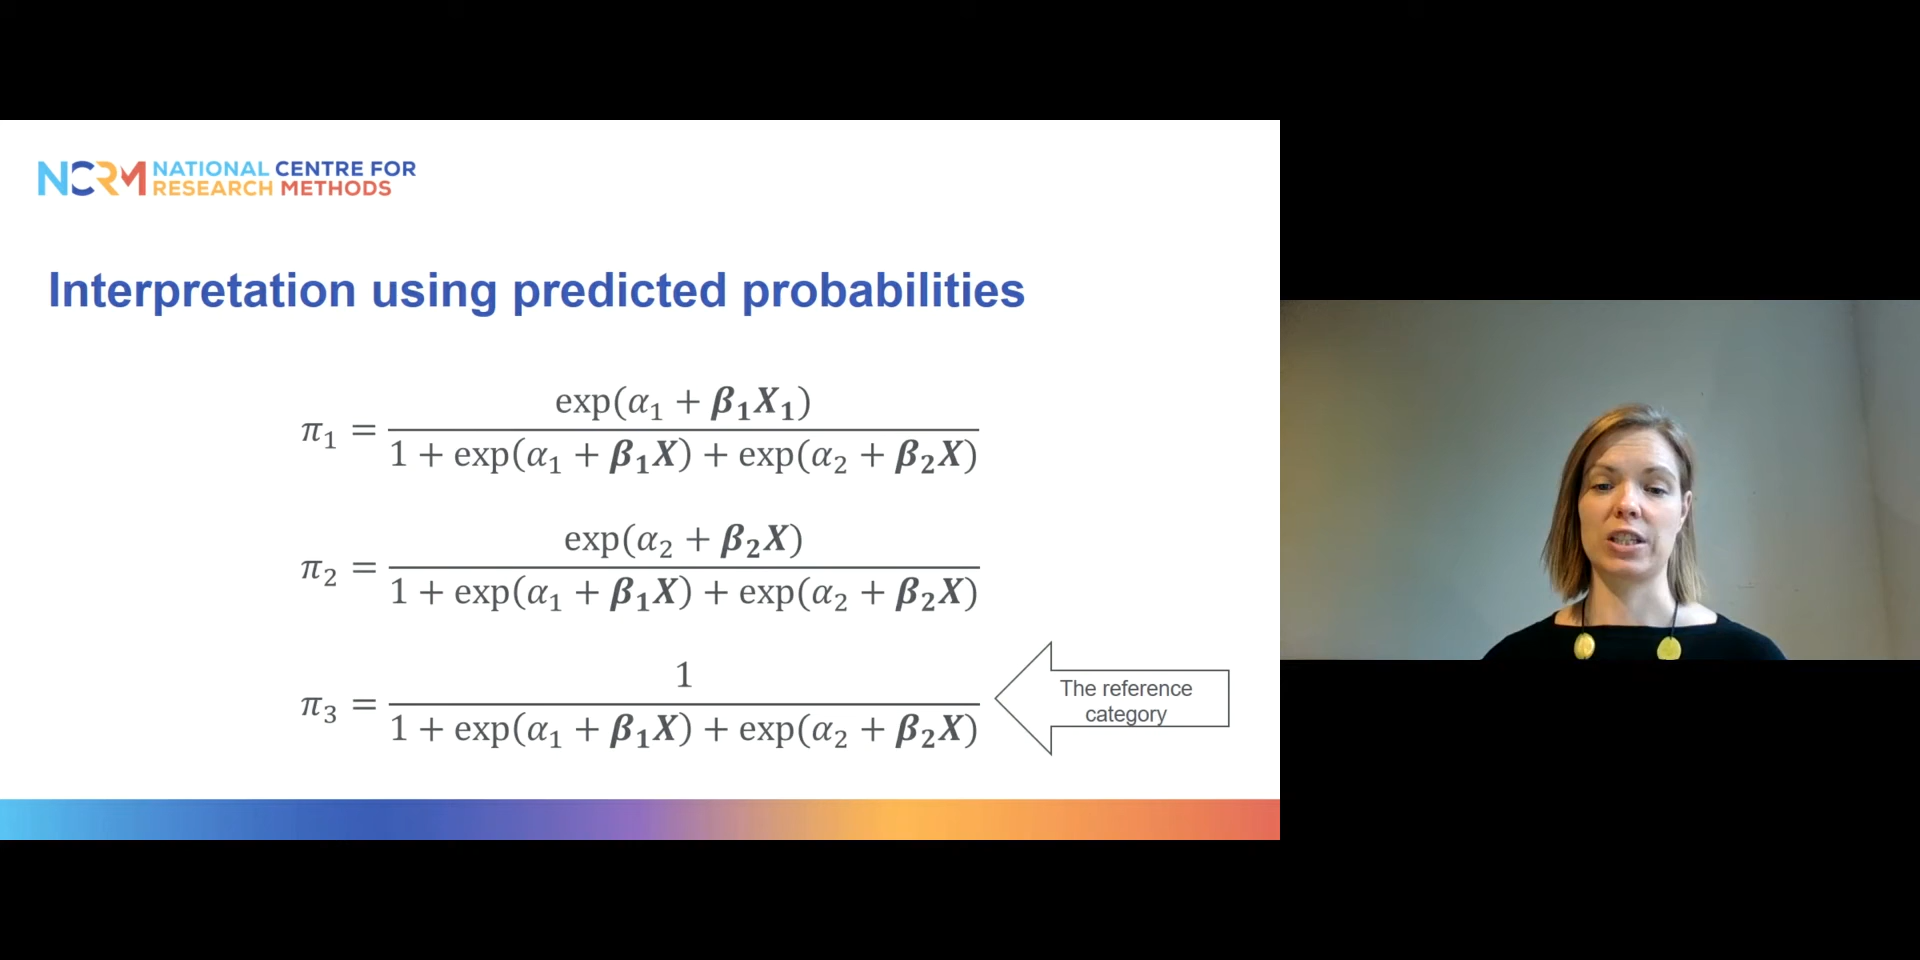 NCRM NATIONAL CENTRE FOR
RESEARCH METHODS
Interpretation using predicted probabilities
π₁ = exp(α₁ + β₁X₁) / 1 + exp(α₁ + β₁X) + exp(α₂ + β₂X)
π₂ = exp(α₂ + β₂X) / 1 + exp(α₁ + β₁X) + exp(α₂ + β₂X)
π₃ = 1 / 1 + exp(α₁ + β₁X) + exp(α₂ + β₂X)
The reference
category